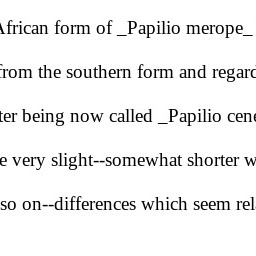 African form of _Papilio merope_
from the southern form and regard
ter being now called _Papilio cene
e very slight--somewhat shorter w
so on--differences which seem rel